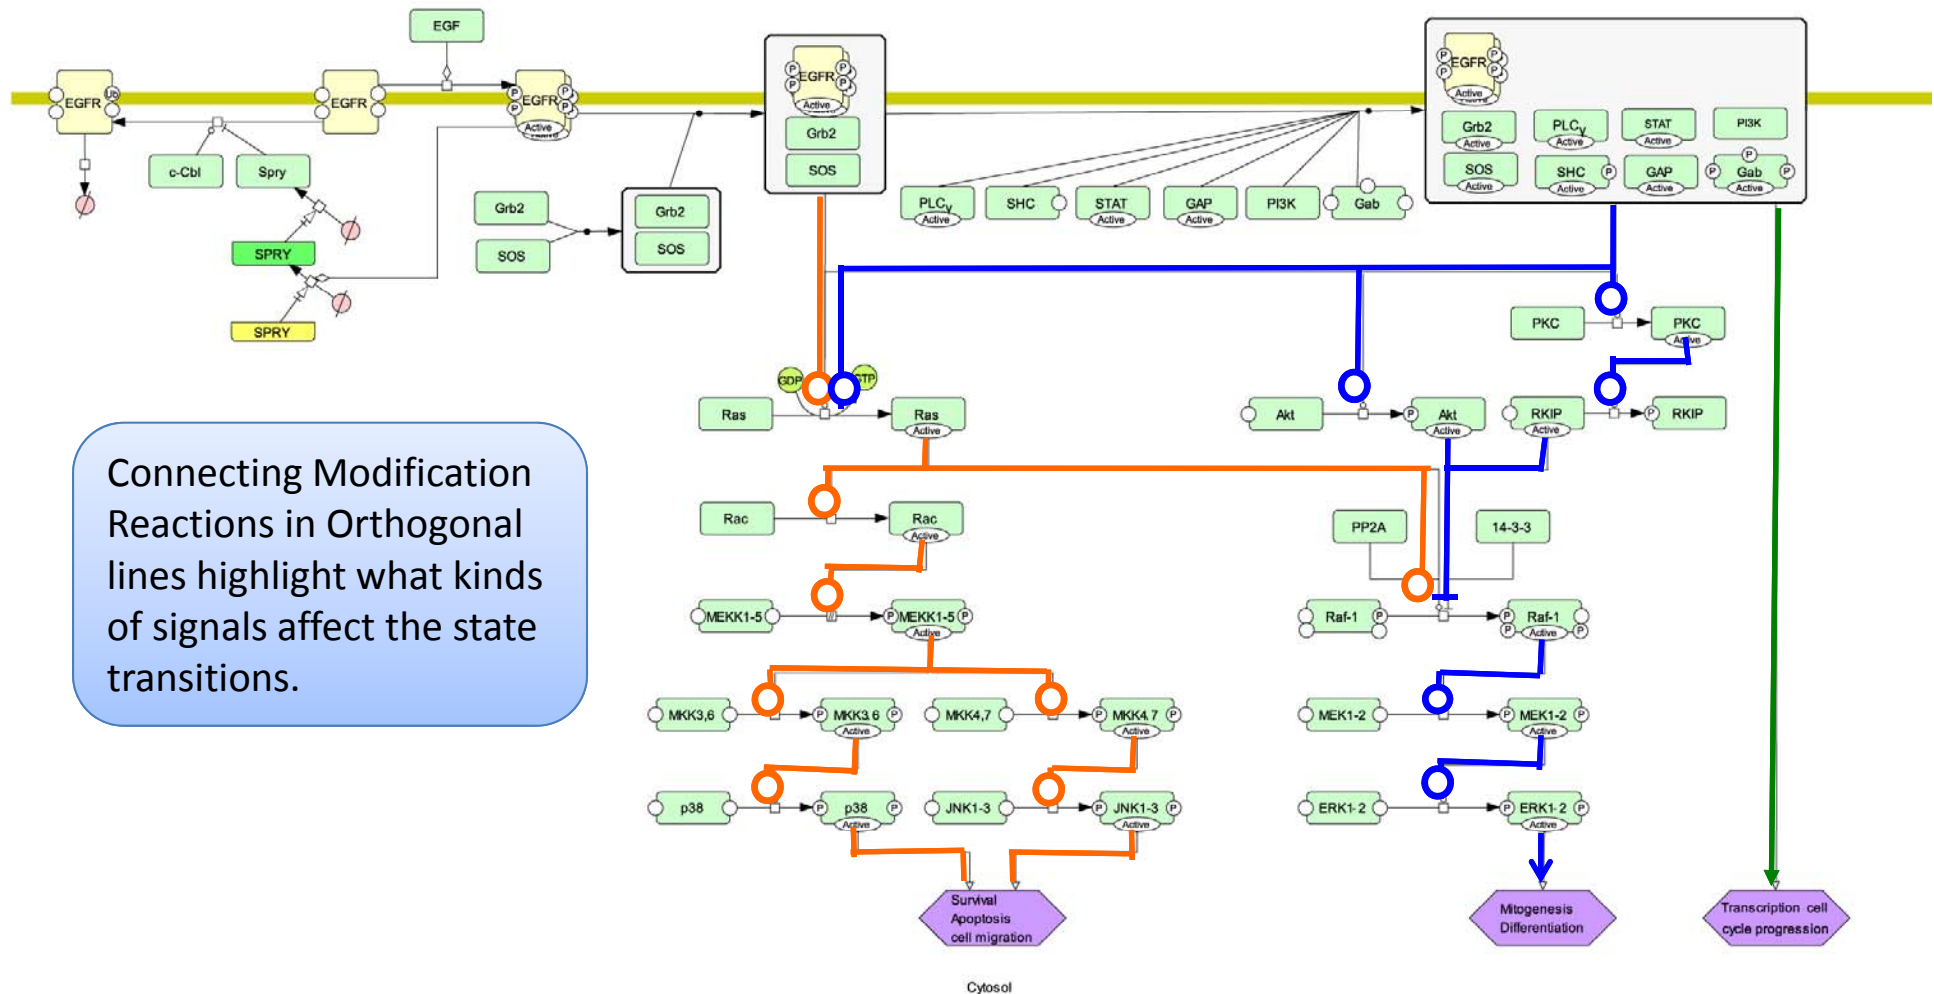 EGF
EGFR
Ub
EGFR
P
P
P
P
EGFR
Active
P
P
P
P
EGFR
Active
Grb2
SOS
P
P
P
P
EGFR
Active
Grb2
Active
PLCγ
Active
STAT
Active
PI3K
SOS
Active
SHC
P
Active
GAP
Active
P
P
Gab
P
Active
c-Cbl
Spry
SPRY
SPRY
Grb2
SOS
Grb2
SOS
PLCγ
Active
SHC
STAT
Active
GAP
Active
PI3K
Gab
PKC
PKC
Active
GDP
GTP
Ras
Ras
Active
Akt
P
Akt
Active
RKIP
Active
P
RKIP
Connecting Modification
Reactions in Orthogonal
lines highlight what kinds
of signals affect the state
transitions.
Rac
Rac
Active
PP2A
14-3-3
MEKK1-5
P
MEKK1-5
P
Active
Raf-1
P
P
Raf-1
P
Active
P
MKK3,6
P
MKK3,6
P
Active
MKK4,7
P
MKK4,7
P
Active
MEK1-2
P
MEK1-2
P
Active
p38
P
p38
P
Active
JNK1-3
P
JNK1-3
P
Active
ERK1-2
P
ERK1-2
P
Active
Survival
Apoptosis
cell migration
Mitogenesis
Differentiation
Transcription cell
cycle progression
Cytosol